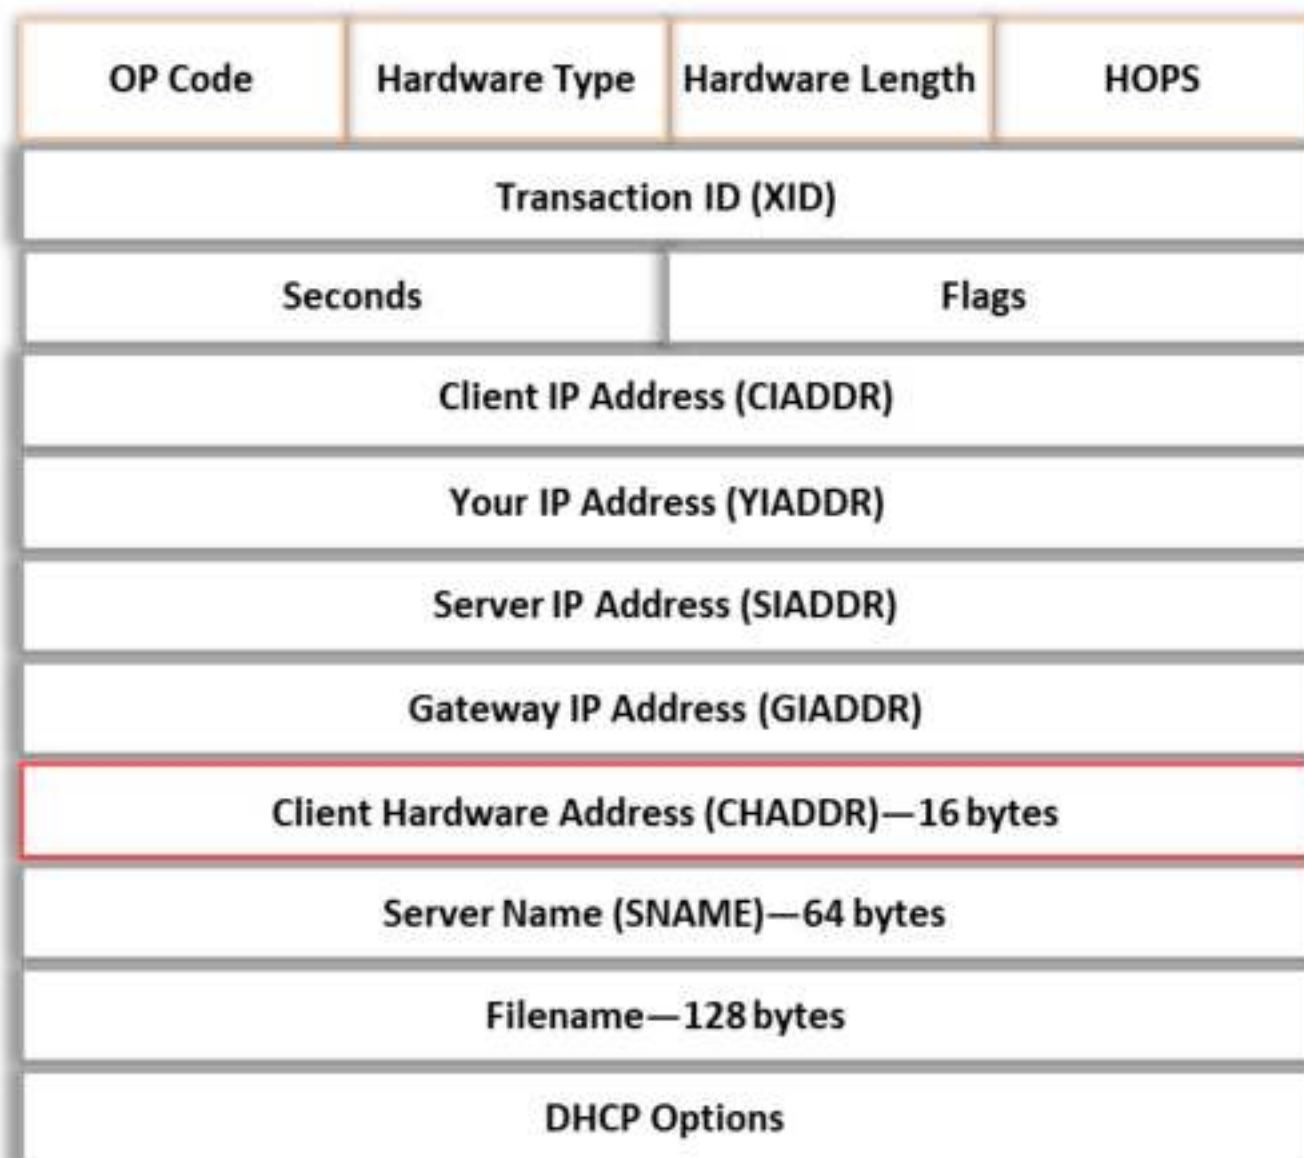 OP Code Hardware Type Hardware Length HOPS
Transaction ID (XID)
Seconds Flags
Client IP Address (CIADDR)
Your IP Address (YIADDR)
Server IP Address (SIADDR)
Gateway IP Address (GIADDR)
Client Hardware Address (CHADDR)—16 bytes
Server Name (SNAME)—64 bytes
Filename—128 bytes
DHCP Options